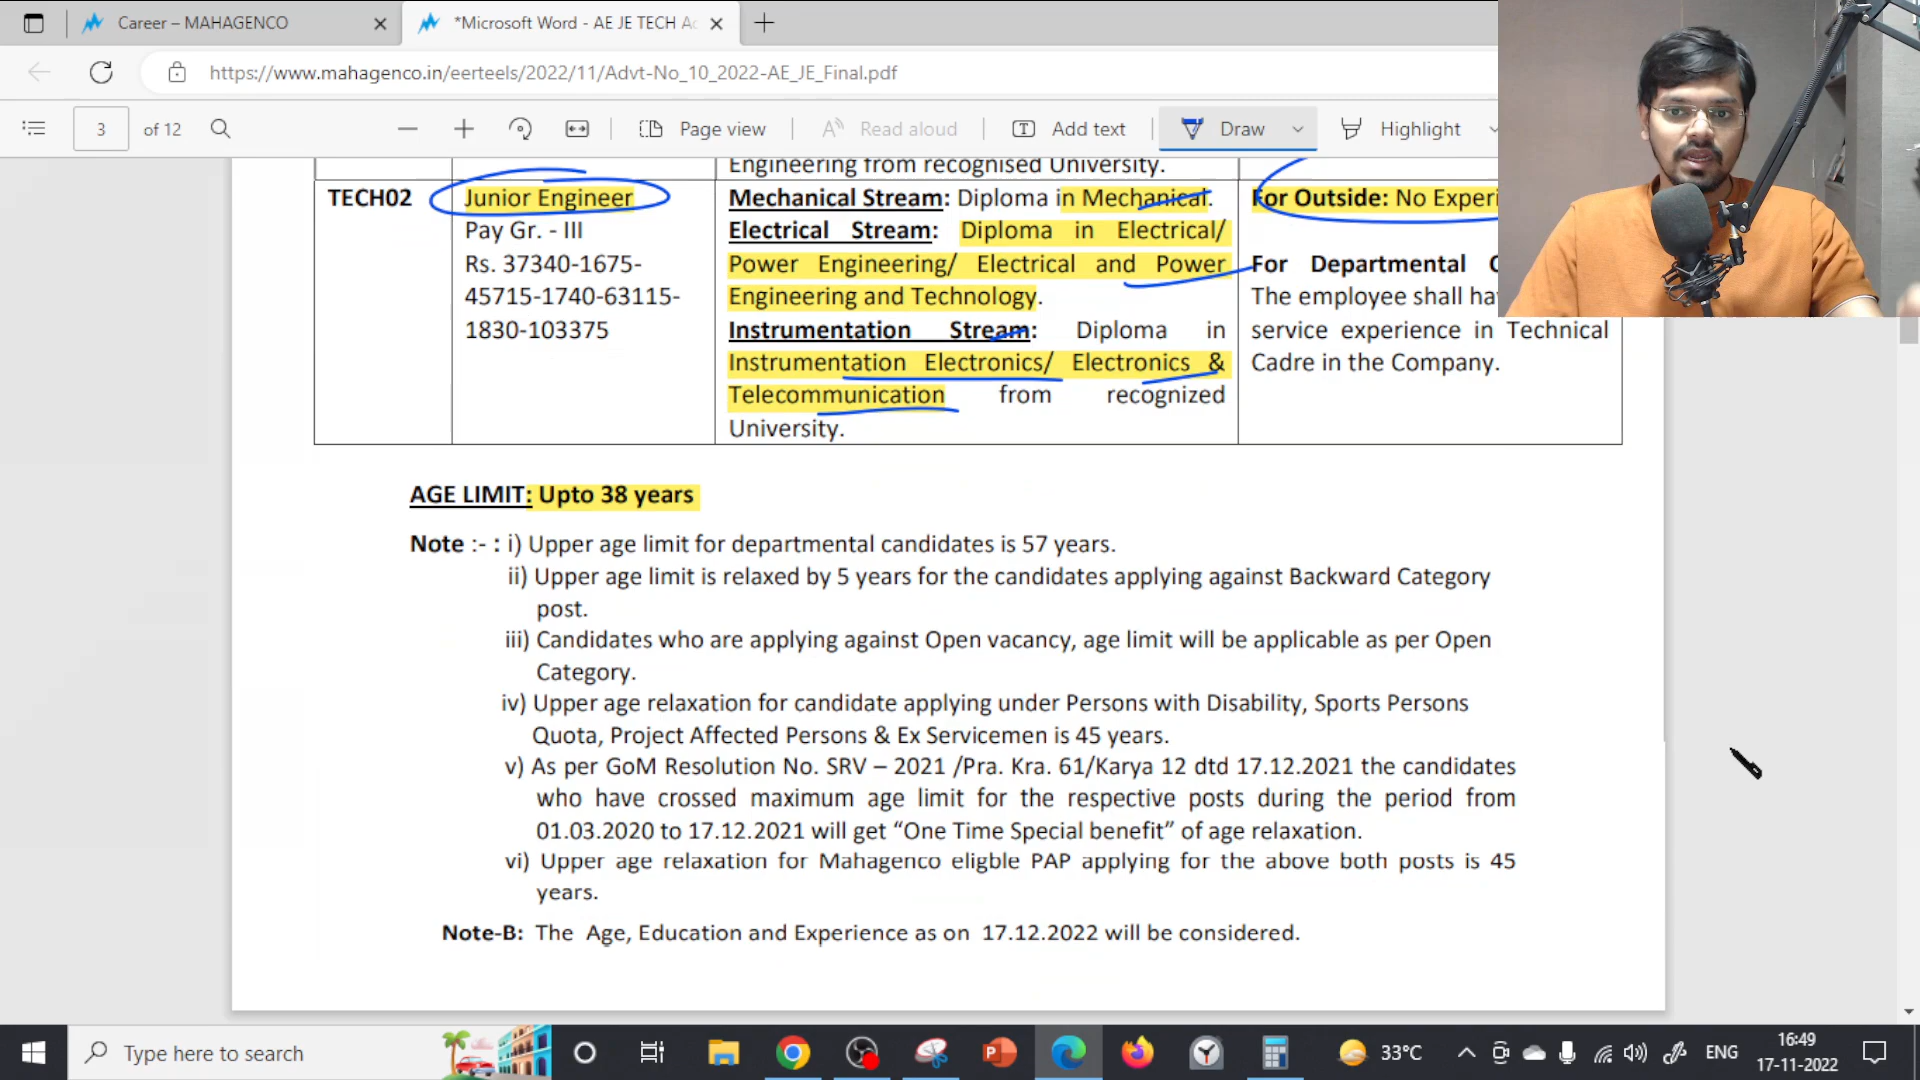 Career – MAHAGENCO
*Microsoft Word - AE JE TECH Ac
https://www.mahagenco.in/eerteels/2022/11/Advt-No_10_2022-AE_JE_Final.pdf
3 of 12
Page view
Read aloud
Add text
Draw
Highlight
Engineering from recognised University.
TECH02
Junior Engineer
Pay Gr. - III
Rs. 37340-1675-
45715-1740-63115-
1830-103375
Mechanical Stream: Diploma in Mechanical.
Electrical Stream: Diploma in Electrical/
Power Engineering/ Electrical and Power
Engineering and Technology.
Instrumentation Stream: Diploma in
Instrumentation Electronics/ Electronics &
Telecommunication from recognized
University.
For Outside: No Experi
For Departmental C
The employee shall ha
service experience in Technical
Cadre in the Company.
AGE LIMIT: Upto 38 years
Note :- : i) Upper age limit for departmental candidates is 57 years.
ii) Upper age limit is relaxed by 5 years for the candidates applying against Backward Category
post.
iii) Candidates who are applying against Open vacancy, age limit will be applicable as per Open
Category.
iv) Upper age relaxation for candidate applying under Persons with Disability, Sports Persons
Quota, Project Affected Persons & Ex Servicemen is 45 years.
v) As per GoM Resolution No. SRV – 2021 /Pra. Kra. 61/Karya 12 dtd 17.12.2021 the candidates
who have crossed maximum age limit for the respective posts during the period from
01.03.2020 to 17.12.2021 will get “One Time Special benefit” of age relaxation.
vi) Upper age relaxation for Mahagenco eligble PAP applying for the above both posts is 45
years.
Note-B: The Age, Education and Experience as on 17.12.2022 will be considered.
Type here to search
33°C
ENG
16:49
17-11-2022